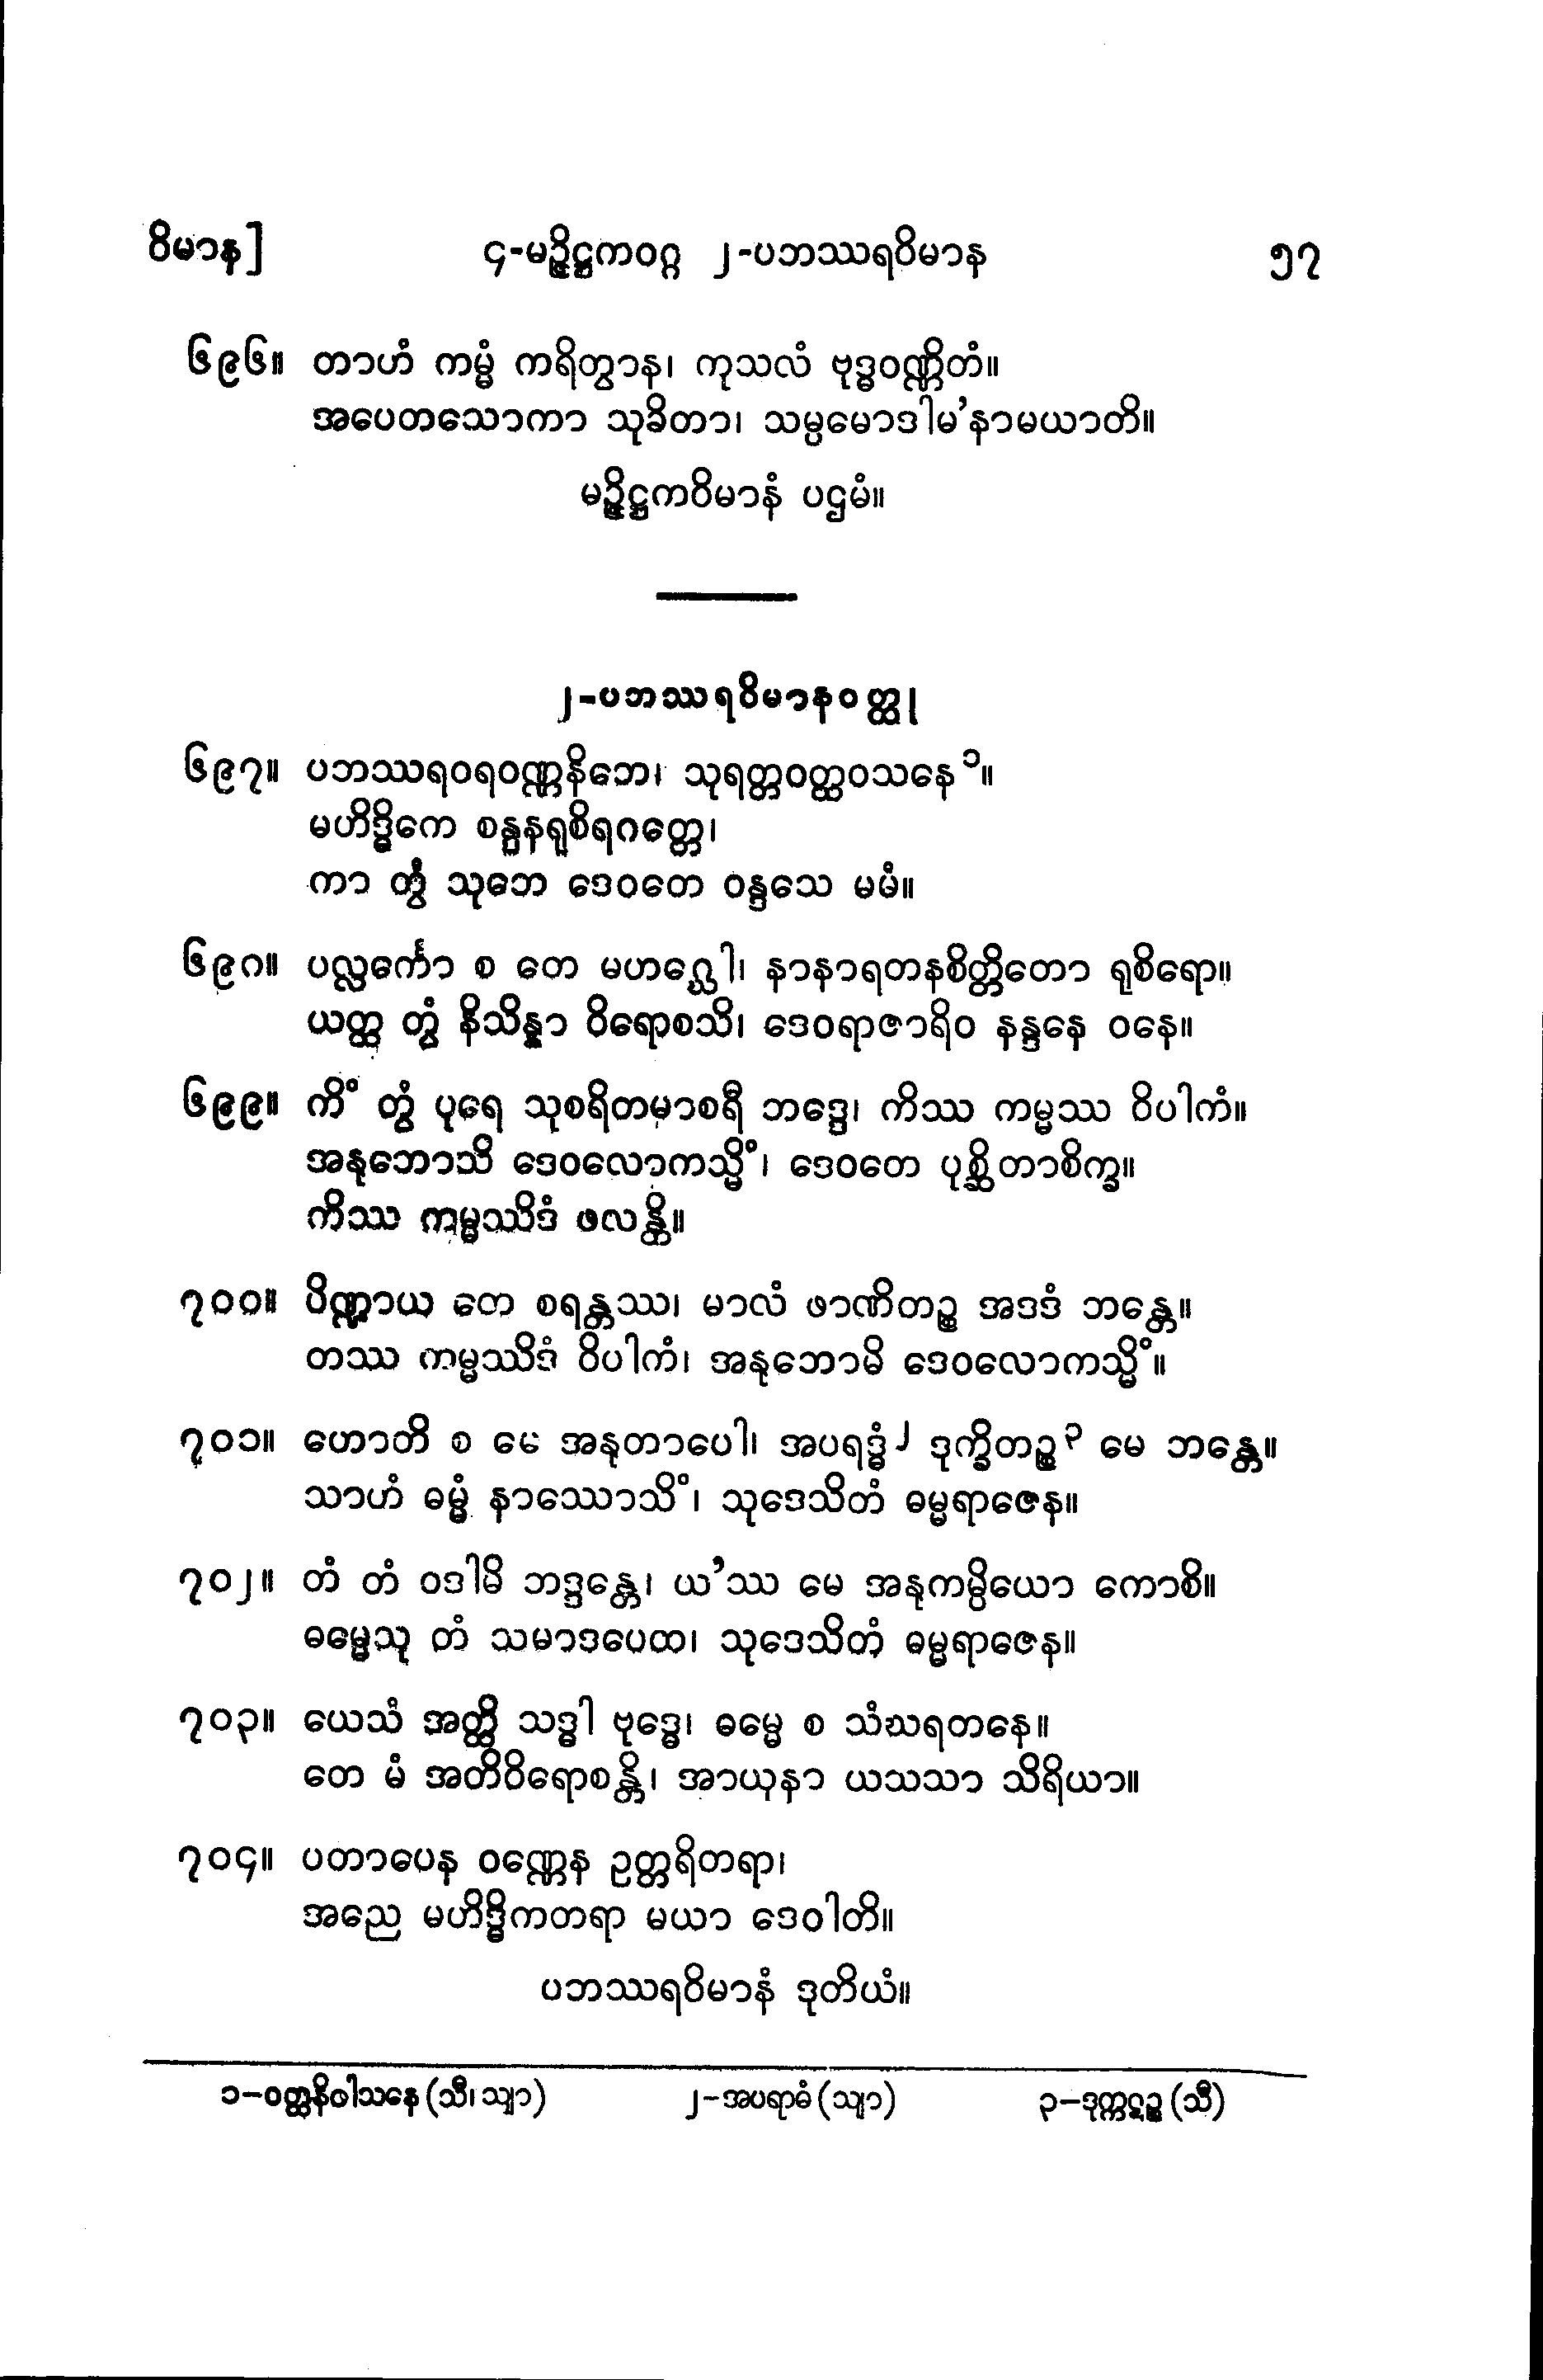 ဝိမာန]	၄-မဉ္ဇိဋ္ဌကဝဂ္ဂ ၂-ပဘဿရဝိမာန	၅၇
၆၉၆။ တာဟံ ကမ္မံ ကရိတွာန၊ ကုသလံ ဗုဒ္ဓဝဏ္ဏိတံ။
အပေတသောကာ သုခိတာ၊ သမ္ပမောဒါမ’နာမယာတိ။
မဉ္ဇိဋ္ဌကဝိမာနံ ပဌမံ။
၂-ပဘဿရဝိမာနဝတ္ထု
၆၉၇။ ပဘဿရဝရဝဏ္ဏနိဘေ၊ သုရတ္တဝတ္ထဝသနေ ၁။
မဟိဒ္ဓိကေ စန္ဒနရုစိရဂတ္တေ၊
ကာ တွံ သုဘေ ဒေဝတေ ဝန္ဒသေ မမံ။
၆၉၈။ ပလ္လင်္ကော စ တေ မဟဂ္ဃေါ၊ နာနာရတနစိတ္တိတော ရုစိရော။
ယတ္ထ တွံ နိသိန္နာ ဝိရောစသိ၊ ဒေဝရာဇာရိဝ နန္ဒနေ ဝနေ။
၆၉၉။ ကိံ တွံ ပုရေ သုစရိတမာစရီ ဘဒ္ဒေ၊ ကိဿ ကမ္မဿ ဝိပါကံ။
အနုဘောသိ ဒေဝလောကသ္မိံ၊ ဒေဝတေ ပုစ္ဆိတာစိက္ခ။
ကိဿ ကမ္မဿိဒံ ဖလန္တိ။
၇၀၀။ ပိဏ္ဍာယ တေ စရန္တဿ၊ မာလံ ဖာဏိတဉ္စ အဒဒံ ဘန္တေ။
တဿ ကမ္မဿိဒံ ဝိပါကံ၊ အနုဘောမိ ဒေဝလောကသ္မိံ။
၇၀၁။ ဟောတိ စ မေ အနုတာပေါ၊ အပရဒ္ဓံ ၂ ဒုက္ခိတဉ္စ ၃ မေ ဘန္တေ။
သာဟံ ဓမ္မံ နာဿောသိံ၊ သုဒေသိတံ ဓမ္မရာဇေန။
၇၀၂။ တံ တံ ဝဒါမိ ဘဒ္ဒန္တေ၊ ယ’ဿ မေ အနုကမ္ပိယော ကောစိ။
ဓမ္မေသု တံ သမာဒပေထ၊ သုဒေသိတံ ဓမ္မရာဇေန။
၇၀၃။ ယေသံ အတ္ထိ သဒ္ဓါ ဗုဒ္ဓေ၊ ဓမ္မေ စ သံဃရတနေ။
တေ မံ အတိဝိရောစန္တိ၊ အာယုနာ ယသသာ သိရိယာ။
၇၀၄။ ပတာပေန ဝဏ္ဏေန ဥတ္တရိတရာ၊
အညေ မဟိဒ္ဓိကတရာ မယာ ဒေဝါတိ။
ပဘဿရဝိမာနံ ဒုတိယံ။
၁-ဝတ္ထနိဝါသနေ (သီ၊ သျာ)	၂-အပရာဓံ (သျာ)	၃-ဒုက္ကဋဉ္စ (သီ)